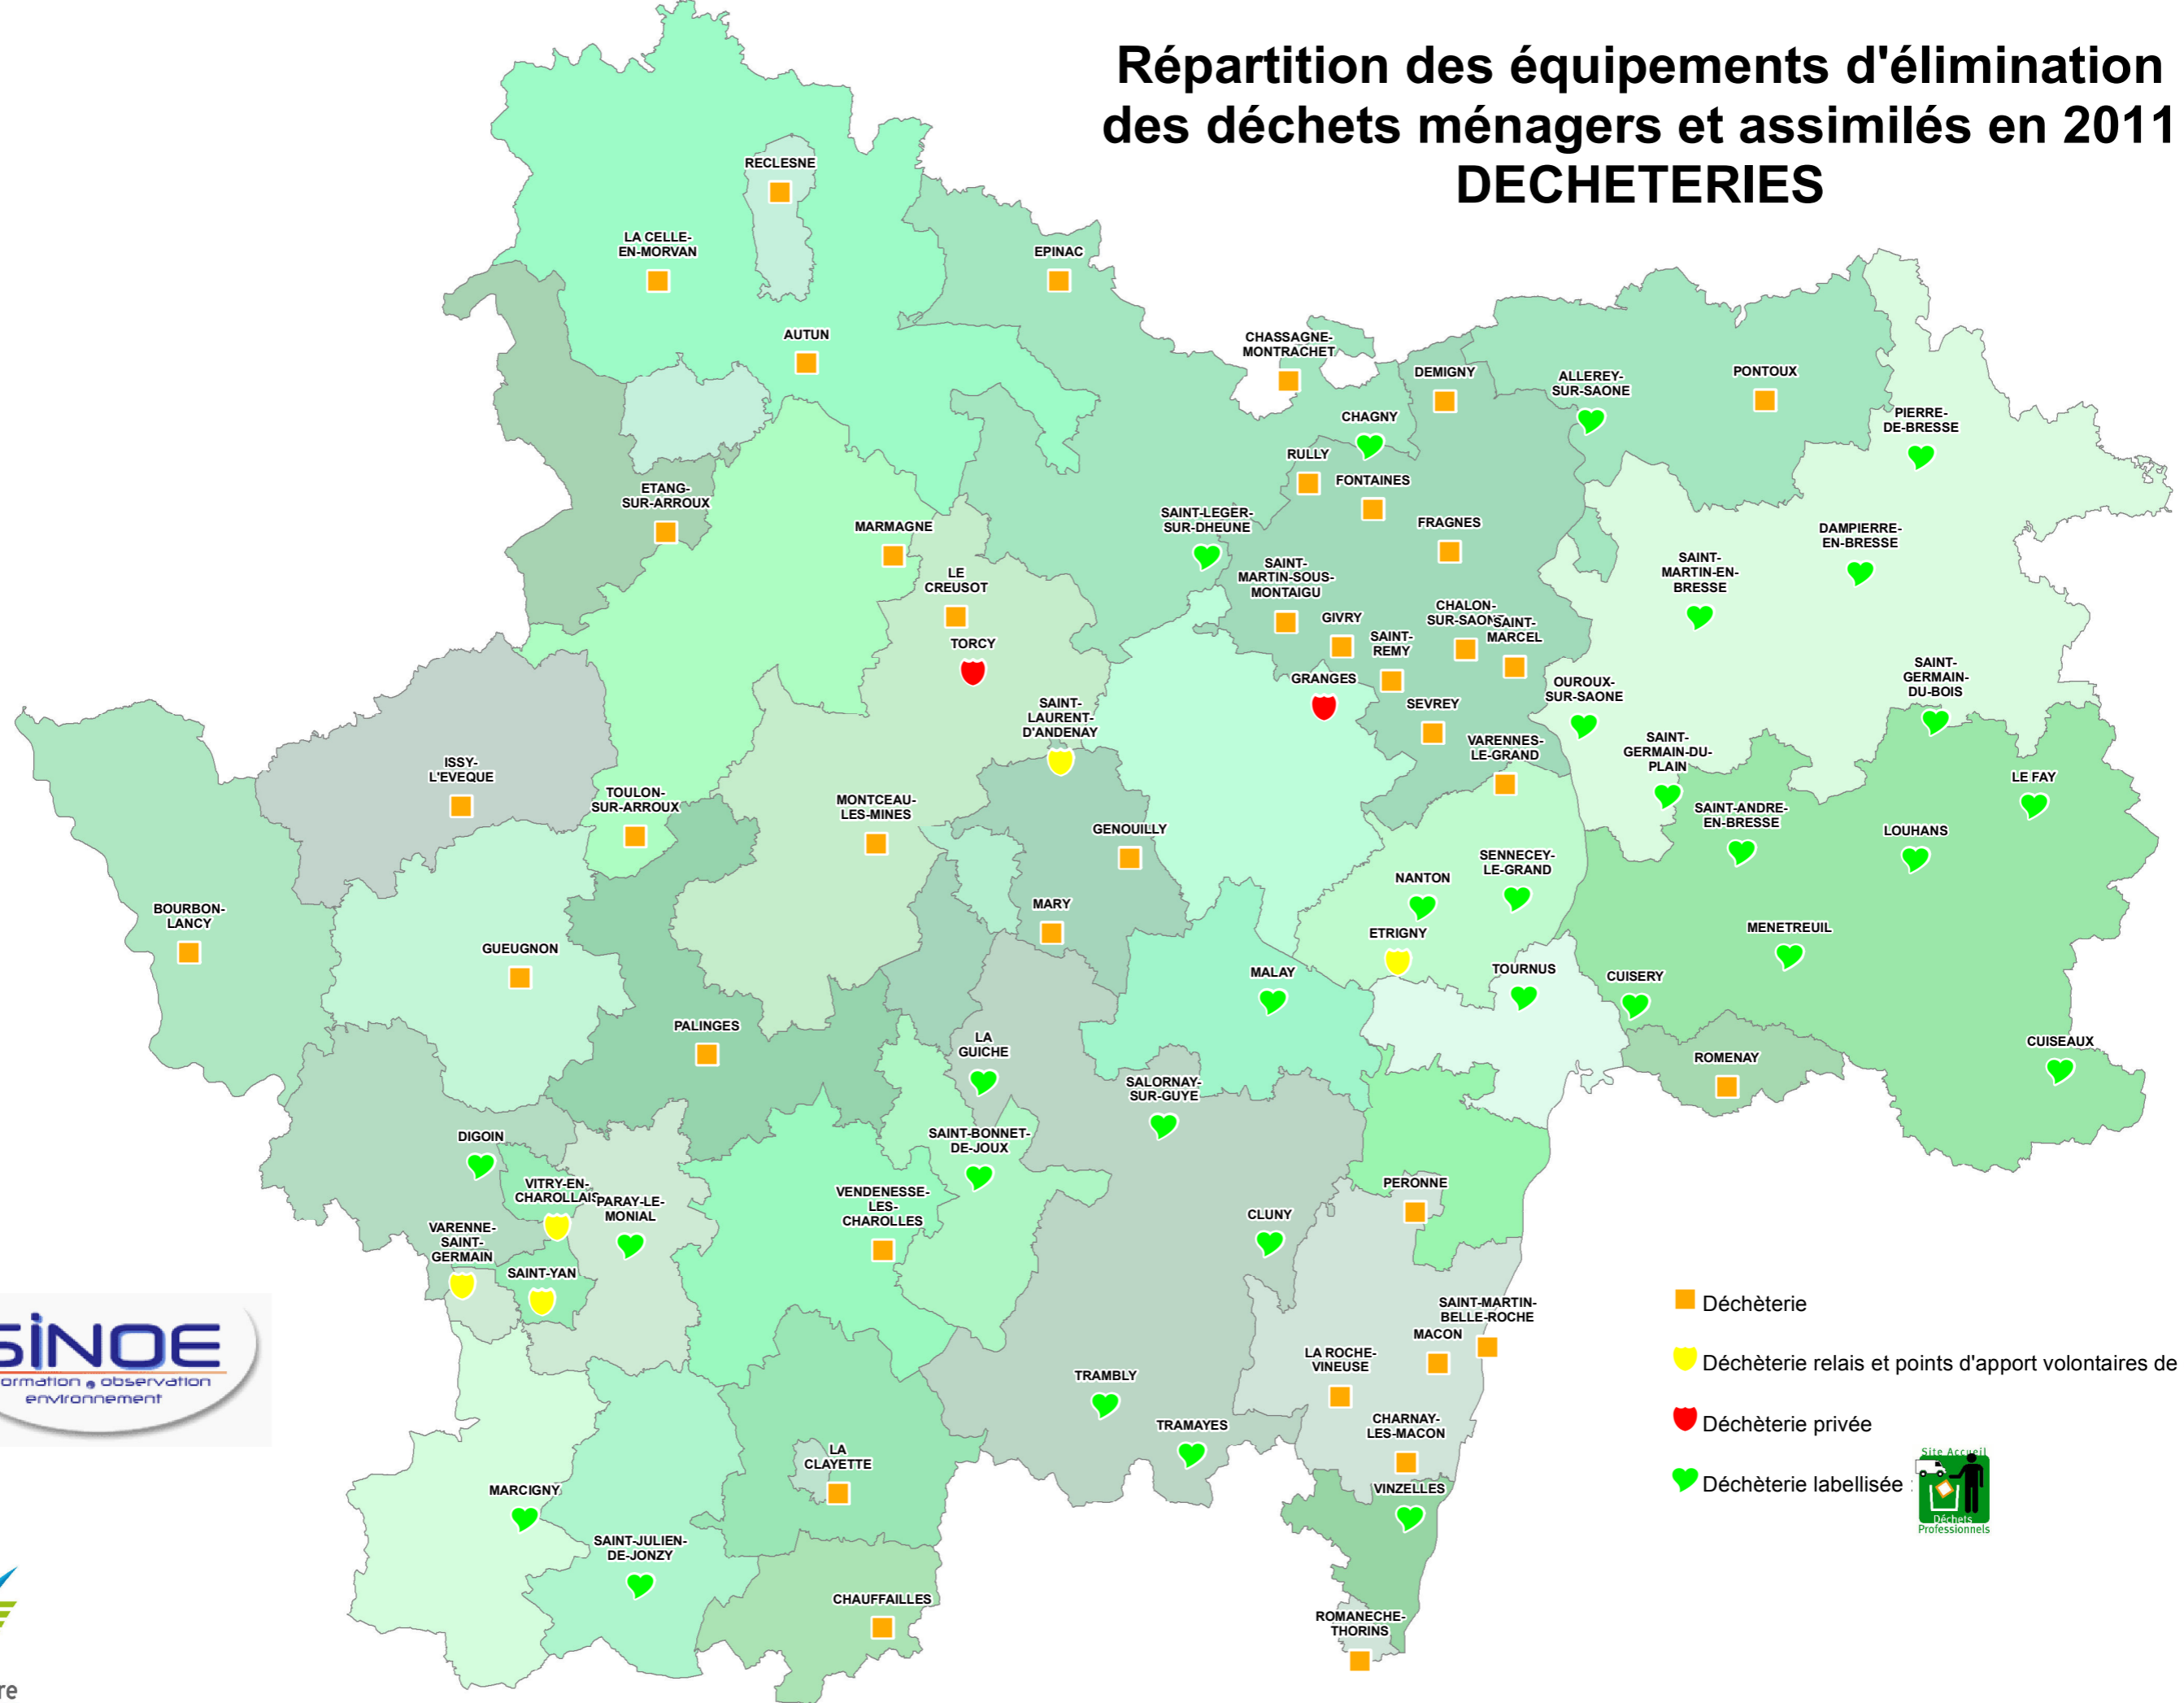 Répartition des équipements d'élimination
des déchets ménagers et assimilés en 2011
DECHETERIES
RECLESNE
LA CELLE-
EN-MORVAN
EPINAC
AUTUN
CHASSAGNE-
MONTRACHET
DEMIGNY
ALLEREY-
SUR-SAONE
PONTOUX
CHAGNY
PIERRE-
DE-BRESSE
RULLY
FONTAINES
ETANG-
SUR-ARROUX
MARMAGNE
SAINT-LEGER-
SUR-DHEUNE
FRAGNES
DAMPIERRE-
EN-BRESSE
SAINT-
MARTIN-EN-
BRESSE
LE
CREUSOT
SAINT-
MARTIN-SOUS-
MONTAIGU
GIVRY
CHALON-
SUR-SAONE
SAINT-
MARCEL
SAINT-
REMY
TORCY
GRANGES
SAINT-
LAURENT-
D'ANDENAY
SEVREY
OUROUX-
SUR-SAONE
SAINT-
GERMAIN-
DU-BOIS
VARENNES-
LE-GRAND
SAINT-
GERMAIN-DU-
PLAIN
ISSY-
L'EVEQUE
TOULON-
SUR-ARROUX
MONTCEAU-
LES-MINES
GENOUILLY
SAINT-ANDRE-
EN-BRESSE
LE FAY
LOUHANS
SENNECEY-
LE-GRAND
NANTON
BOURBON-
LANCY
MARY
GUEUGNON
ETRIGNY
MENETREUIL
MALAY
TOURNUS
CUISERY
PALINGES
LA
GUICHE
ROMENAY
CUISEAUX
SALORNAY-
SUR-GUYE
DIGOIN
SAINT-BONNET-
DE-JOUX
VITRY-EN-
CHAROLLAIS
PARAY-LE-
MONIAL
VENDENESSE-
LES-
CHAROLLES
PERONNE
VARENNE-
SAINT-
GERMAIN
CLUNY
SAINT-YAN
SAINT-MARTIN-
BELLE-ROCHE
MACON
LA ROCHE-
VINEUSE
TRAMBLY
TRAMAYES
CHARNAY-
LES-MACON
LA
CLAYETTE
MARCIGNY
VINZELLES
SAINT-JULIEN-
DE-JONZY
CHAUFFAILLES
ROMANECHE-
THORINS
Déchèterie
Déchèterie relais et points d'apport volontaires de
Déchèterie privée
Déchèterie labellisée :
Site Accueil
Déchets
Professionnels
SINOE
ormation observation
environnement
re